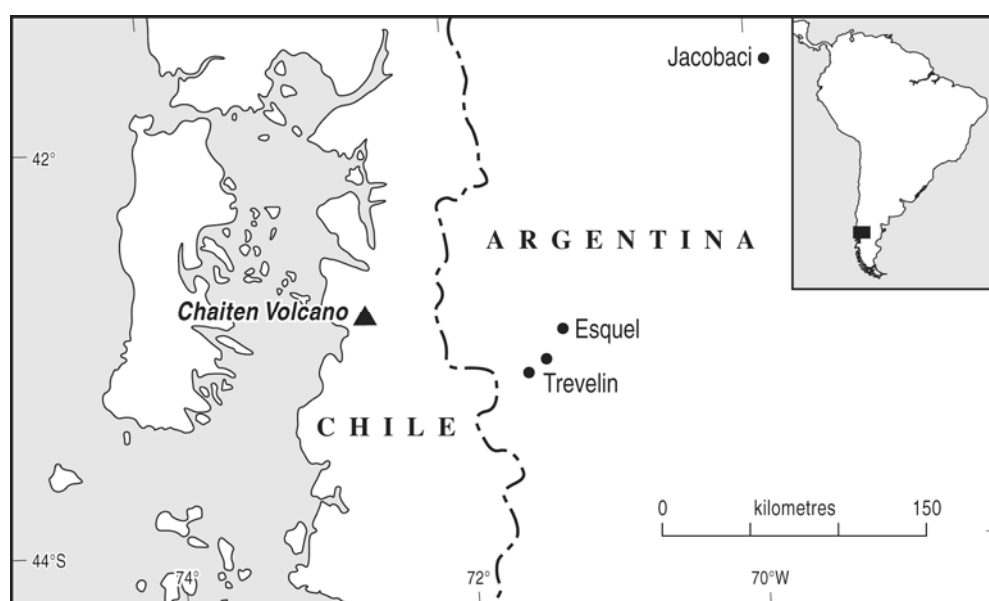 Jacobaci
42°
ARGENTINA
Chaiten Volcano
Esquel
Trevelin
CHILE
0 kilometres 150
44°S
74°
72°
70°W